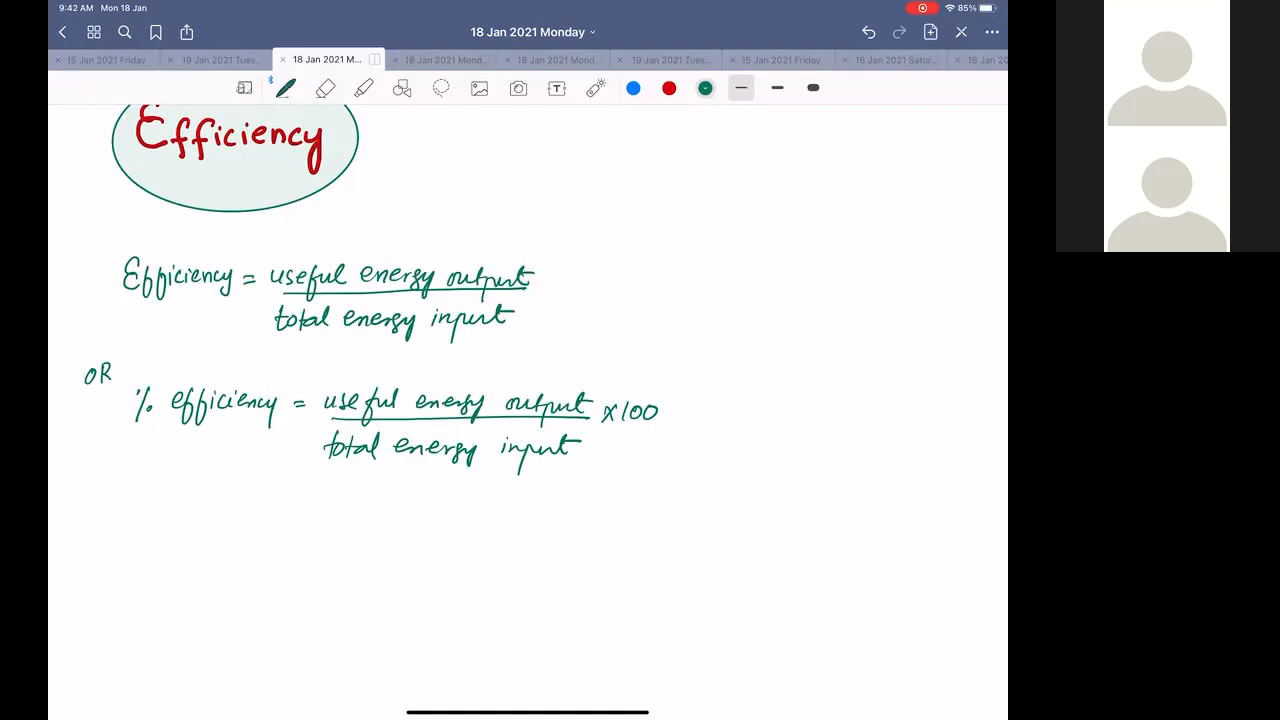 9:42 AM Mon 18 Jan
85%
18 Jan 2021 Monday
15 Jan 2021 Friday
19 Jan 2021 Tues...
18 Jan 2021 M...
18 Jan 2021 Mond...
18 Jan 2021 Mond...
19 Jan 2021 Tues...
15 Jan 2021 Friday
16 Jan 2021 Satur...
16 Jan 20
Efficiency
Efficiency = useful energy output
total energy input
OR
% efficiency = useful energy output × 100
total energy input